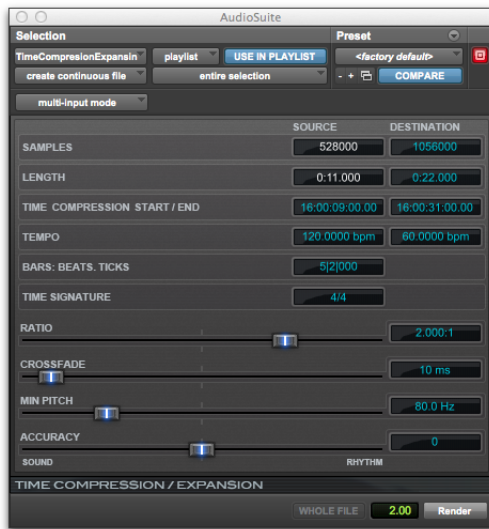 AudioSuite
Selection Preset
TimeCompresionExpansin playlist USE IN PLAYLIST <factory default>
create continuous file entire selection - + COMPARE
multi-input mode
SOURCE DESTINATION
SAMPLES 528000 1056000
LENGTH 0:11.000 0:22.000
TIME COMPRESSION START / END 16:00:09:00.00 16:00:31:00.00
TEMPO 120.0000 bpm 60.0000 bpm
BARS: BEATS. TICKS 5|2|000
TIME SIGNATURE 4/4
RATIO 2.000:1
CROSSFADE 10 ms
MIN PITCH 80.0 Hz
ACCURACY 0
SOUND RHYTHM
TIME COMPRESSION / EXPANSION
WHOLE FILE 2.00 Render